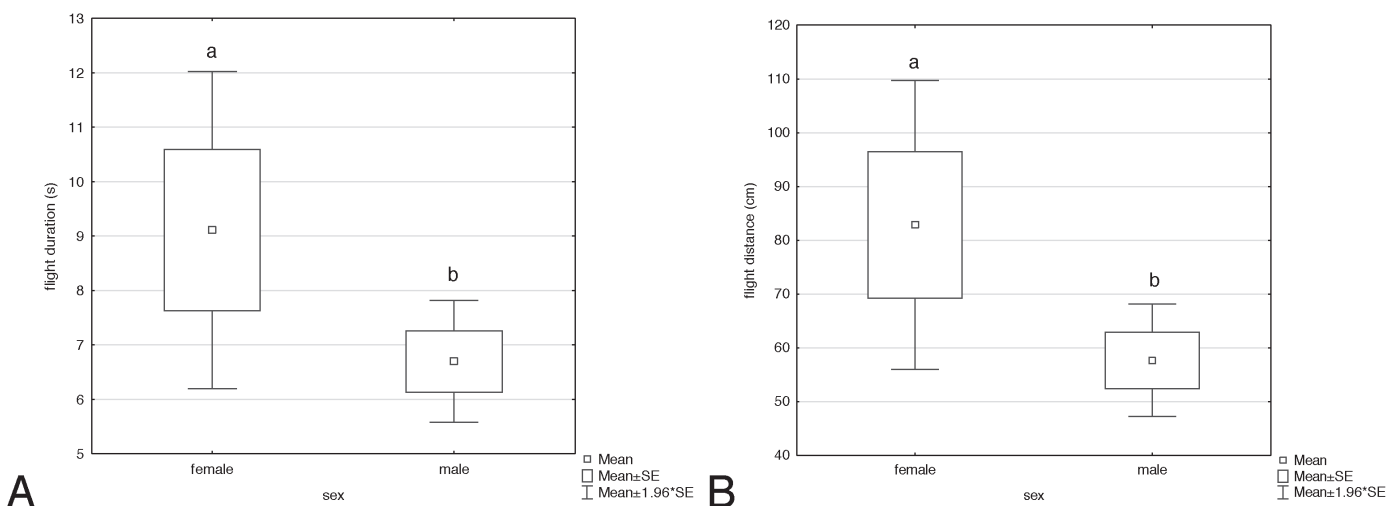 13
12
11
10
9
8
7
6
5
flight duration (s)
a
b
female
male
sex
Mean
Mean±SE
Mean±1.96*SE
A
120
110
100
90
80
70
60
50
40
flight distance (cm)
a
b
female
male
sex
Mean
Mean±SE
Mean±1.96*SE
B